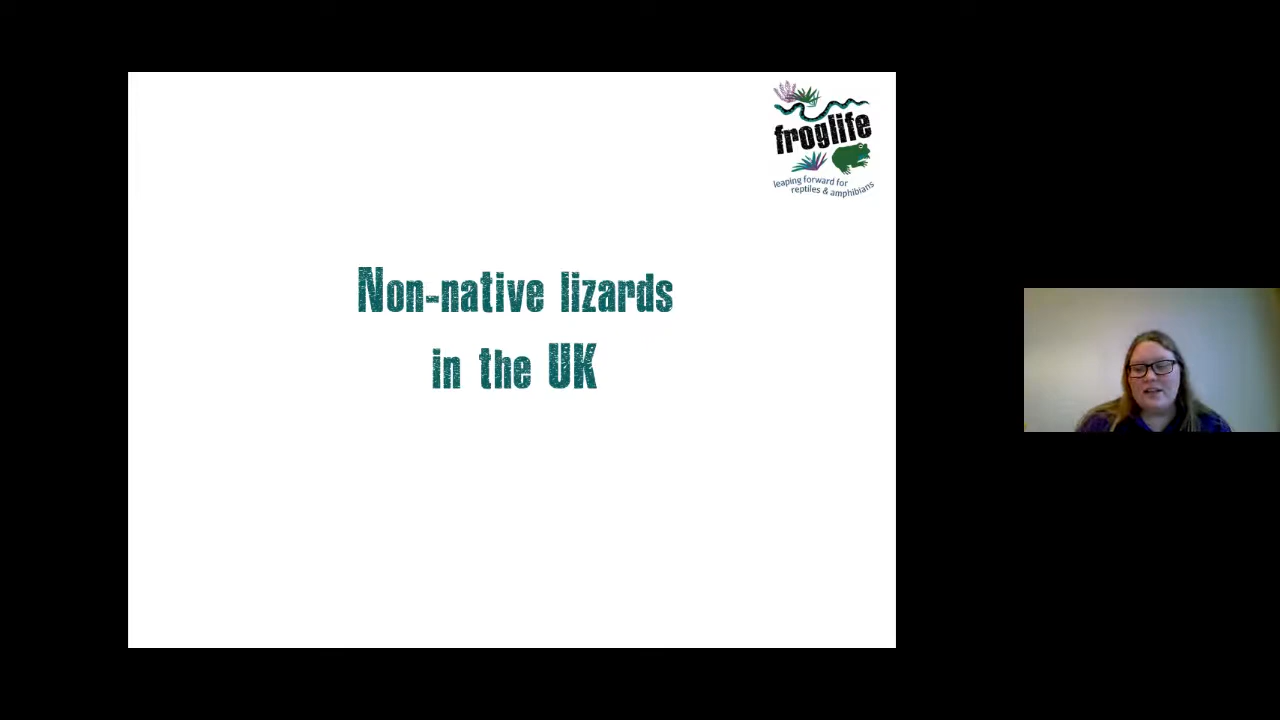 froglife
leaping forward for
reptiles & amphibians
Non-native lizards
in the UK